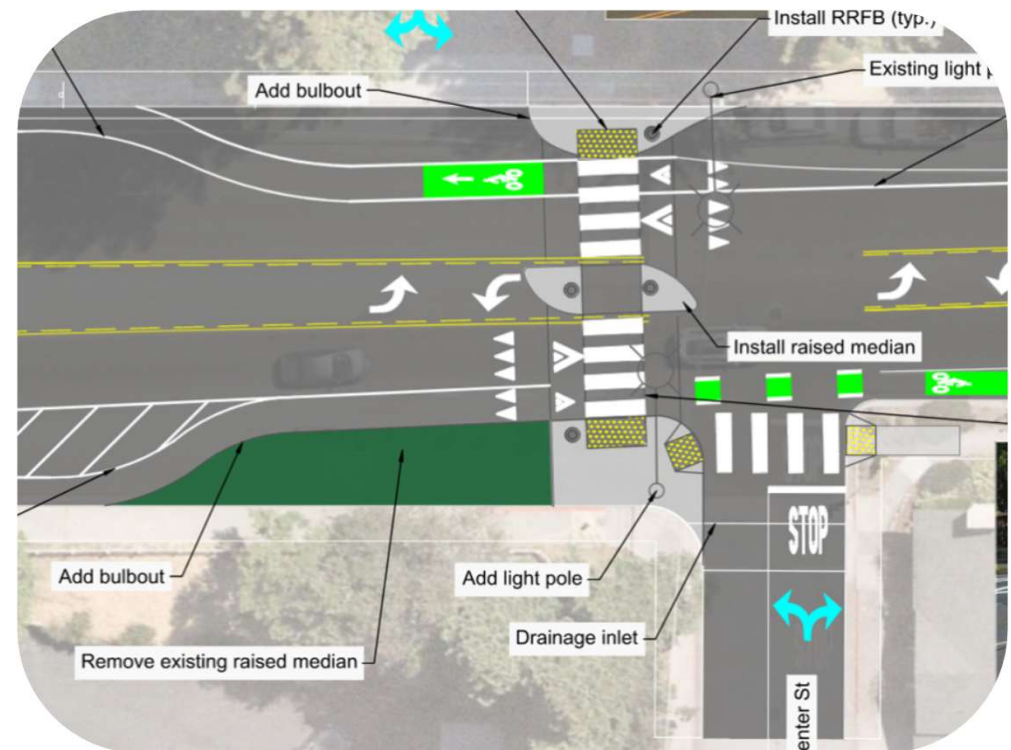 Install RRFB (typ.)
Existing light
Add bulbout
Install raised median
STOP
Add bulbout
Add light pole
Drainage inlet
Remove existing raised median
enter St